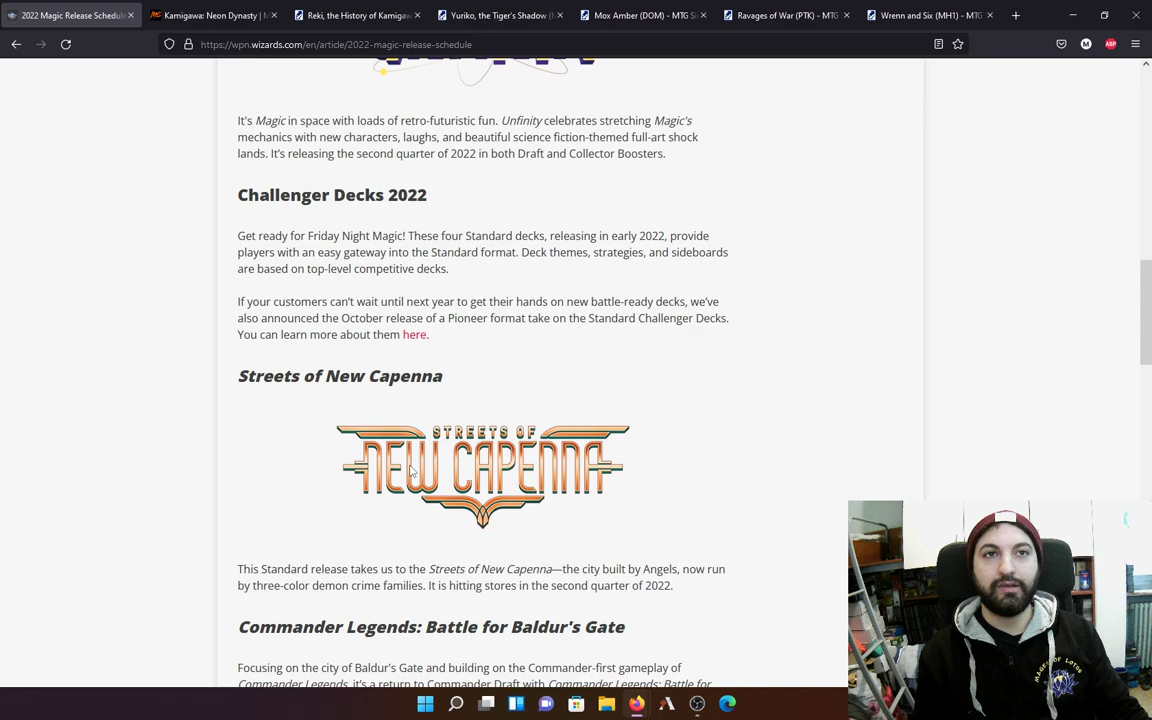 2022 Magic Release Schedule
Kamigawa: Neon Dynasty | M
Reki, the History of Kamigaw
Yuriko, the Tiger's Shadow (
Mox Amber (DOM) - MTG Sin
Ravages of War (PTK) - MTG
Wrenn and Six (MH1) - MTG
https://wpn.wizards.com/en/article/2022-magic-release-schedule
M
ABP
It's Magic in space with loads of retro-futuristic fun. Unfinity celebrates stretching Magic's
mechanics with new characters, laughs, and beautiful science fiction-themed full-art shock
lands. It's releasing the second quarter of 2022 in both Draft and Collector Boosters.
Challenger Decks 2022
Get ready for Friday Night Magic! These four Standard decks, releasing in early 2022, provide
players with an easy gateway into the Standard format. Deck themes, strategies, and sideboards
are based on top-level competitive decks.
If your customers can't wait until next year to get their hands on new battle-ready decks, we've
also announced the October release of a Pioneer format take on the Standard Challenger Decks.
You can learn more about them here.
Streets of New Capenna
STREETS OF
NEW CAPENNA
This Standard release takes us to the Streets of New Capenna—the city built by Angels, now run
by three-color demon crime families. It is hitting stores in the second quarter of 2022.
Commander Legends: Battle for Baldur's Gate
Focusing on the city of Baldur's Gate and building on the Commander-first gameplay of
Commander Legends, it's a return to Commander Draft with Commander Legends: Battle for
MAGES OF LOTUS